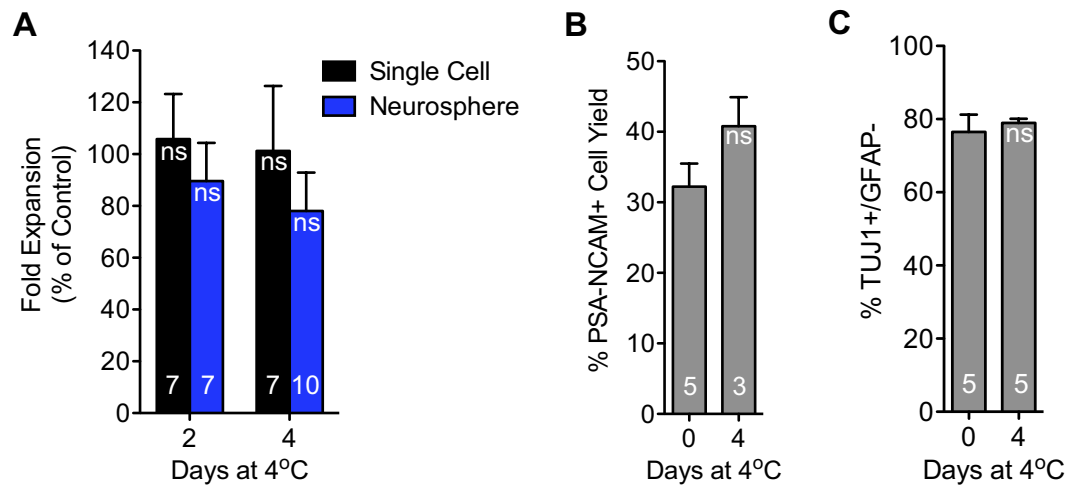 A
Fold Expansion
(% of Control)
140
120
100
80
60
40
20
0
Single Cell
Neurosphere
ns
ns
ns
ns
7
7
7
10
2
4
Days at 4°C
B
% PSA-NCAM+ Cell Yield
50
40
30
20
10
0
ns
5
3
0
4
Days at 4°C
C
% TUJ1+/GFAP-
100
80
60
40
20
0
ns
5
5
0
4
Days at 4°C